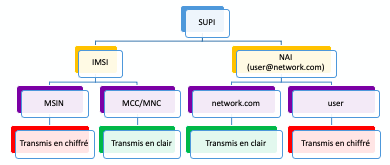 SUPI
IMSI
NAI
(user@network.com)
MSIN
MCC/MNC
network.com
user
Transmis en chiffré
Transmis en clair
Transmis en clair
Transmis en chiffré